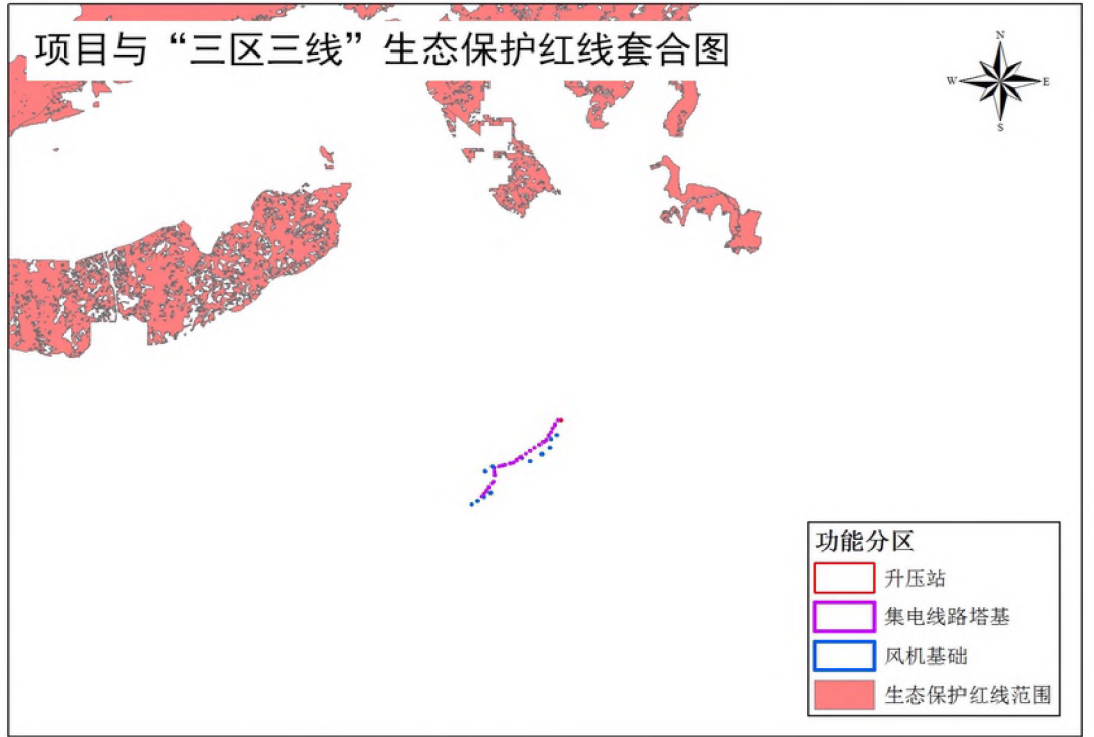 项目与“三区三线”生态保护红线套合图
N
W
E
S
功能分区
升压站
集电线路塔基
风机基础
生态保护红线范围